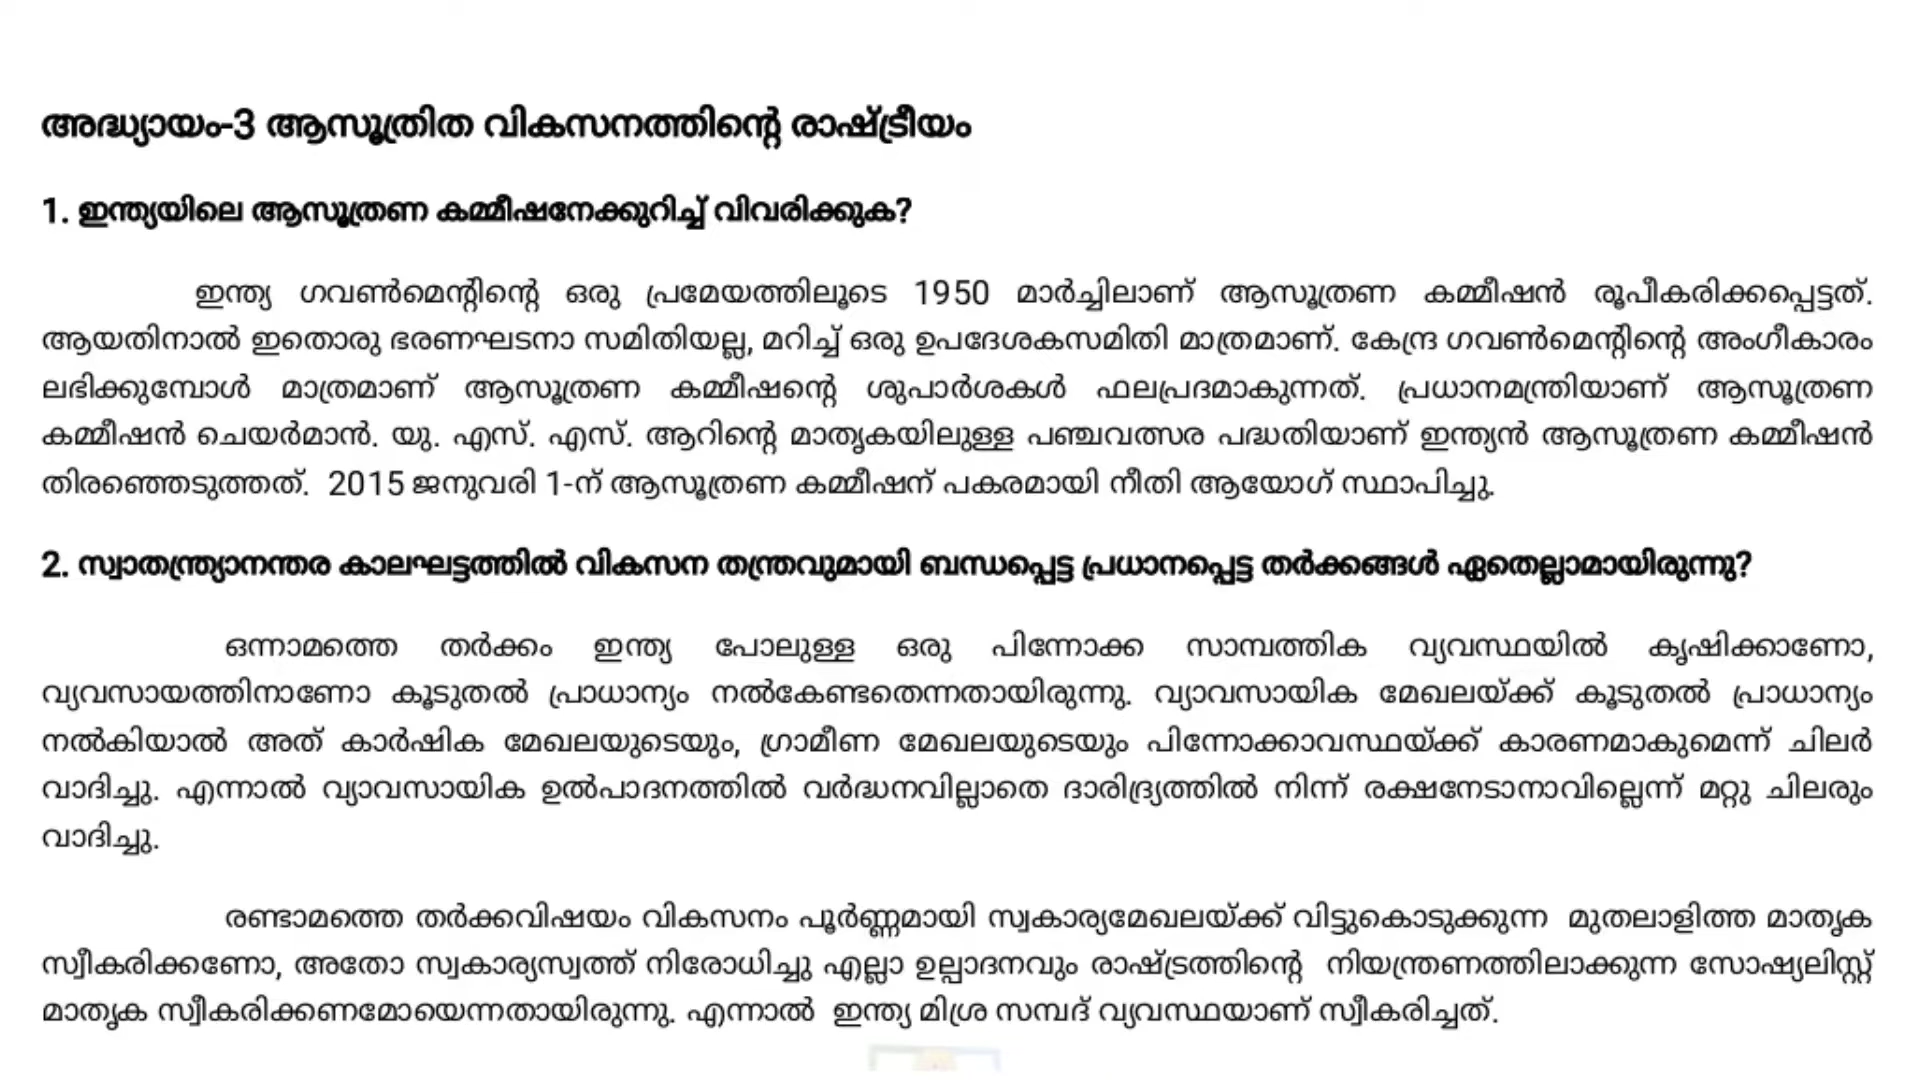 അദ്ധ്യായം-3 ആസൂത്രിത വികസനത്തിന്റെ രാഷ്ട്രീയം
1. ഇന്ത്യയിലെ ആസൂത്രണ കമ്മീഷനേക്കുറിച്ച് വിവരിക്കുക?
ഇന്ത്യ ഗവൺമെന്റിന്റെ ഒരു പ്രമേയത്തിലൂടെ 1950 മാർച്ചിലാണ് ആസൂത്രണ കമ്മീഷൻ രൂപീകരിക്കപ്പെട്ടത്.
ആയതിനാൽ ഇതൊരു ഭരണഘടനാ സമിതിയല്ല, മറിച്ച് ഒരു ഉപദേശകസമിതി മാത്രമാണ്. കേന്ദ്ര ഗവൺമെന്റിന്റെ അംഗീകാരം
ലഭിക്കുമ്പോൾ മാത്രമാണ് ആസൂത്രണ കമ്മീഷന്റെ ശുപാർശകൾ ഫലപ്രദമാകുന്നത്. പ്രധാനമന്ത്രിയാണ് ആസൂത്രണ
കമ്മീഷൻ ചെയർമാൻ. യു. എസ്. എസ്. ആറിന്റെ മാതൃകയിലുള്ള പഞ്ചവത്സര പദ്ധതിയാണ് ഇന്ത്യൻ ആസൂത്രണ കമ്മീഷൻ
തിരഞ്ഞെടുത്തത്. 2015 ജനുവരി 1-ന് ആസൂത്രണ കമ്മീഷന് പകരമായി നീതി ആയോഗ് സ്ഥാപിച്ചു.
2. സ്വാതന്ത്ര്യാനന്തര കാലഘട്ടത്തിൽ വികസന തന്ത്രവുമായി ബന്ധപ്പെട്ട പ്രധാനപ്പെട്ട തർക്കങ്ങൾ ഏതെല്ലാമായിരുന്നു?
ഒന്നാമത്തെ തർക്കം ഇന്ത്യ പോലുള്ള ഒരു പിന്നോക്ക സാമ്പത്തിക വ്യവസ്ഥയിൽ കൃഷിക്കാണോ,
വ്യവസായത്തിനാണോ കൂടുതൽ പ്രാധാന്യം നൽകേണ്ടതെന്നതായിരുന്നു. വ്യാവസായിക മേഖലയ്ക്ക് കൂടുതൽ പ്രാധാന്യം
നൽകിയാൽ അത് കാർഷിക മേഖലയുടെയും, ഗ്രാമീണ മേഖലയുടെയും പിന്നോക്കാവസ്ഥയ്ക്ക് കാരണമാകുമെന്ന് ചിലർ
വാദിച്ചു. എന്നാൽ വ്യാവസായിക ഉൽപാദനത്തിൽ വർദ്ധനവില്ലാതെ ദാരിദ്ര്യത്തിൽ നിന്ന് രക്ഷനേടാനാവില്ലെന്ന് മറ്റു ചിലരും
വാദിച്ചു.
രണ്ടാമത്തെ തർക്കവിഷയം വികസനം പൂർണ്ണമായി സ്വകാര്യമേഖലയ്ക്ക് വിട്ടുകൊടുക്കുന്ന മുതലാളിത്ത മാതൃക
സ്വീകരിക്കണോ, അതോ സ്വകാര്യസ്വത്ത് നിരോധിച്ചു എല്ലാ ഉല്പാദനവും രാഷ്ട്രത്തിന്റെ നിയന്ത്രണത്തിലാക്കുന്ന സോഷ്യലിസ്റ്റ്
മാതൃക സ്വീകരിക്കണമോയെന്നതായിരുന്നു. എന്നാൽ ഇന്ത്യ മിശ്ര സമ്പദ് വ്യവസ്ഥയാണ് സ്വീകരിച്ചത്.